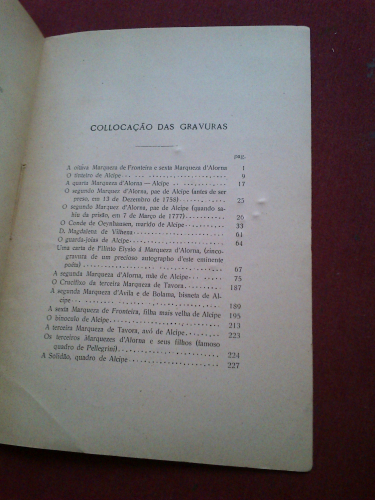 COLLOCAÇÃO DAS GRAVURAS
pag.
A oitava Marqueza de Fronteira e sexta Marqueza d'Alorna 1
O tinteiro de Alcipe 9
A quarta Marqueza d'Alorna — Alcipe 17
O segundo Marquez d'Alorna, pae de Alcipe (antes de ser
preso, em 13 de Dezembro de 1758) 25
O segundo Marquez d'Alorna, pae de Alcipe (quando sa-
hiu da prisão, em 7 de Março de 1777) 26
O Conde de Oeynhausen, marido de Alcipe 33
D. Magdalena de Vilhena 61
O guarda-joias de Alcipe 64
Uma carta de Filinto Elysio á Marqueza d'Alorna, (zinco-
gravura de um precioso autographo d'este eminente
poeta) 67
A segunda Marqueza d'Alorna, mãe de Alcipe 75
O Crucifixo da terceira Marqueza de Tavora 187
A segunda Marqueza d'Avila e de Bolama, bisneta de Al-
cipe 189
A sexta Marqueza de Fronteira, filha mais velha de Alcipe 195
O binoculo de Alcipe 213
A terceira Marqueza de Tavora, avó de Alcipe 223
Os terceiros Marquezes d'Alorna e seus filhos (famoso
quadro de Pellegrini) 224
A Solidão, quadro de Alcipe 227